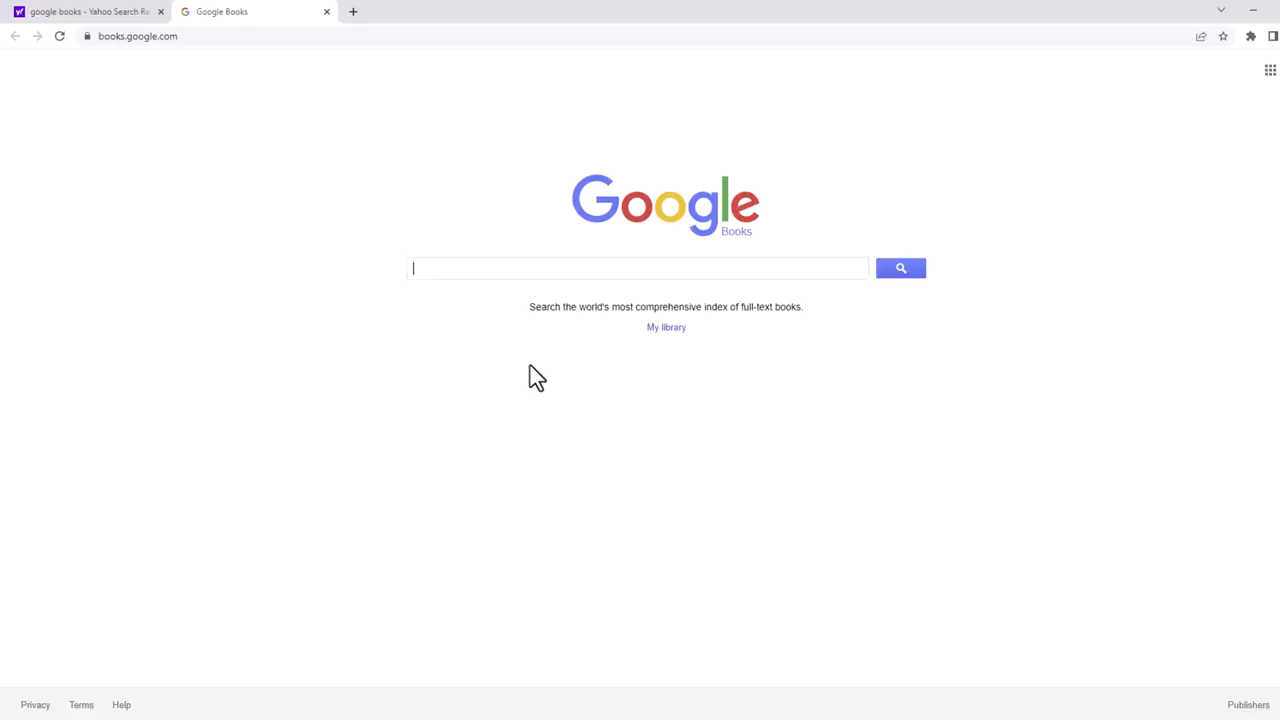 google books - Yahoo Search Re
Google Books
books.google.com
Google
Books
Search the world's most comprehensive index of full-text books.
My library
Privacy Terms Help Publishers